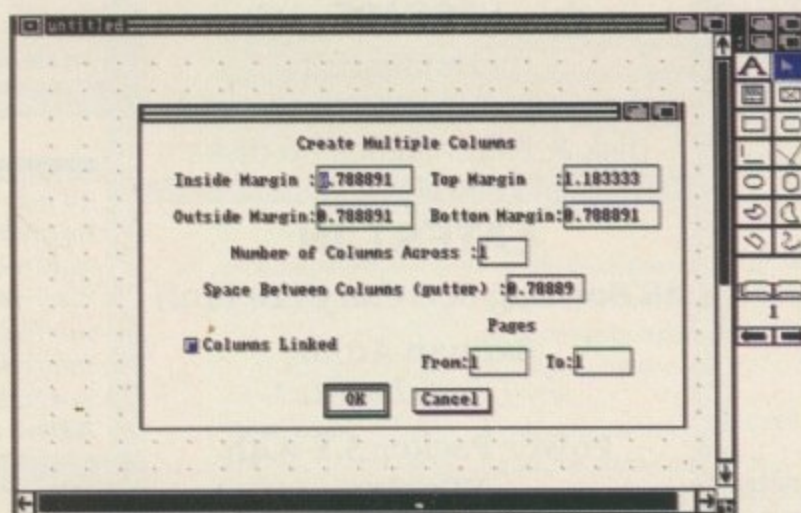 untitled
A
Create Multiple Columns
Inside Margin :0.788891 Top Margin :1.183333
Outside Margin:0.788891 Bottom Margin:0.788891
Number of Columns Across :1
Space Between Columns (gutter) :0.78889
Columns Linked
Pages
From:1 To:1
OK Cancel
1